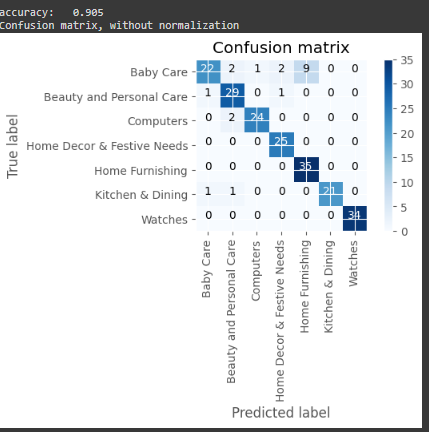 accuracy: 0.905
Confusion matrix, without normalization
Confusion matrix
Baby Care 22 2 1 2 9 0 0
Beauty and Personal Care 1 29 0 1 0 0 0
Computers 0 2 24 0 0 0 0
Home Decor & Festive Needs 0 0 0 25 0 0 0
Home Furnishing 0 0 0 0 35 0 0
Kitchen & Dining 1 1 0 0 0 21 0
Watches 0 0 0 0 0 0 34
True label
35
30
25
20
15
10
5
0
Baby Care
Beauty and Personal Care
Computers
Home Decor & Festive Needs
Home Furnishing
Kitchen & Dining
Watches
Predicted label